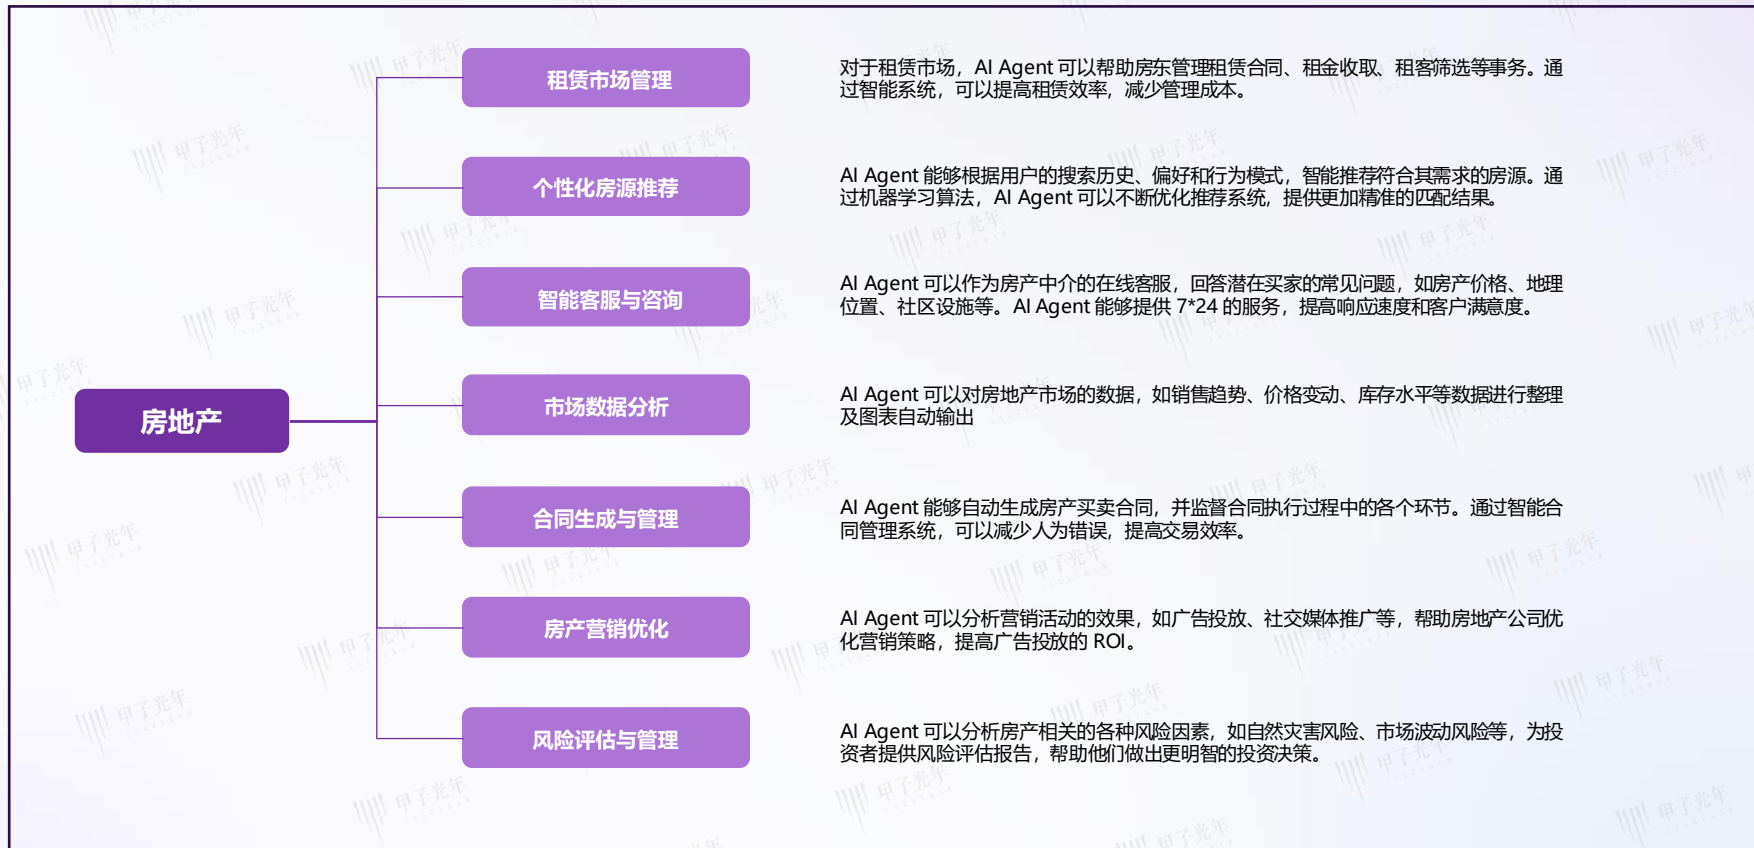 租赁市场管理
对于租赁市场，AI Agent 可以帮助房东管理租赁合同、租金收取、租客筛选等事务。通
过智能系统，可以提高租赁效率，减少管理成本。
个性化房源推荐
AI Agent 能够根据用户的搜索历史、偏好和行为模式，智能推荐符合其需求的房源。通
过机器学习算法，AI Agent 可以不断优化推荐系统，提供更加精准的匹配结果。
智能客服与咨询
AI Agent 可以作为房产中介的在线客服，回答潜在买家的常见问题，如房产价格、地理
位置、社区设施等。AI Agent 能够提供 7*24 的服务，提高响应速度和客户满意度。
房地产
市场数据分析
AI Agent 可以对房地产市场的数据，如销售趋势、价格变动、库存水平等数据进行整理
及图表自动输出
合同生成与管理
AI Agent 能够自动生成房产买卖合同，并监督合同执行过程中的各个环节。通过智能合
同管理系统，可以减少人为错误，提高交易效率。
房产营销优化
AI Agent 可以分析营销活动的效果，如广告投放、社交媒体推广等，帮助房地产公司优
化营销策略，提高广告投放的 ROI。
风险评估与管理
AI Agent 可以分析房产相关的各种风险因素，如自然灾害风险、市场波动风险等，为投
资者提供风险评估报告，帮助他们做出更明智的投资决策。
甲子光年